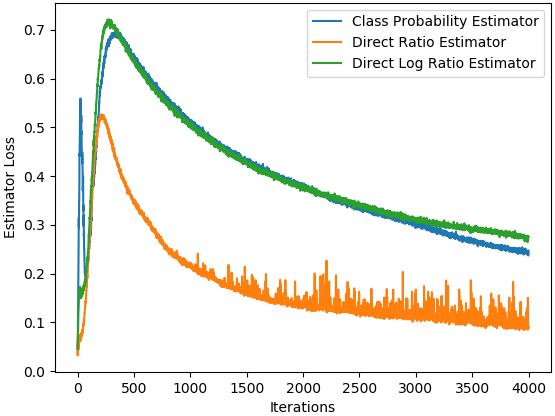 Class Probability Estimator
Direct Ratio Estimator
Direct Log Ratio Estimator
Estimator Loss
0.7
0.6
0.5
0.4
0.3
0.2
0.1
0.0
0 500 1000 1500 2000 2500 3000 3500 4000
Iterations